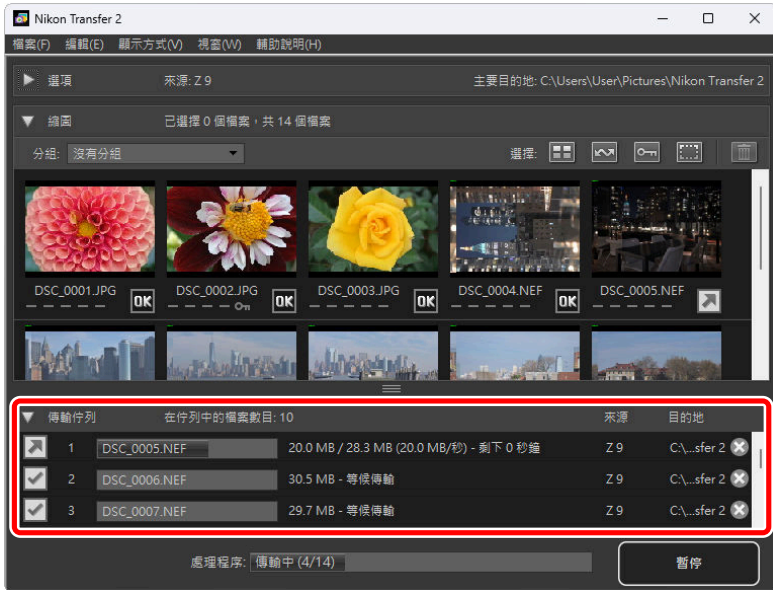 Nikon Transfer 2
檔案(F) 編輯(E) 顯示方式(V) 視窗(W) 輔助說明(H)
選項 來源: Z 9 主要目的地: C:\Users\User\Pictures\Nikon Transfer 2
繪圖 已選擇 0 個檔案，共 14 個檔案
分組: 沒有分組 選擇:
DSC_0001.JPG OK DSC_0002.JPG OK DSC_0003.JPG OK DSC_0004.NEF OK DSC_0005.NEF
傳輸佇列 在佇列中的檔案數目: 10 來源 目的地
1 DSC_0005.NEF 20.0 MB / 28.3 MB (20.0 MB/秒) - 剩下 0 秒鐘 Z 9 C:\...sfer 2
2 DSC_0006.NEF 30.5 MB - 等候傳輸 Z 9 C:\...sfer 2
3 DSC_0007.NEF 29.7 MB - 等候傳輸 Z 9 C:\...sfer 2
處理程序: 傳輸中 (4/14) 暫停